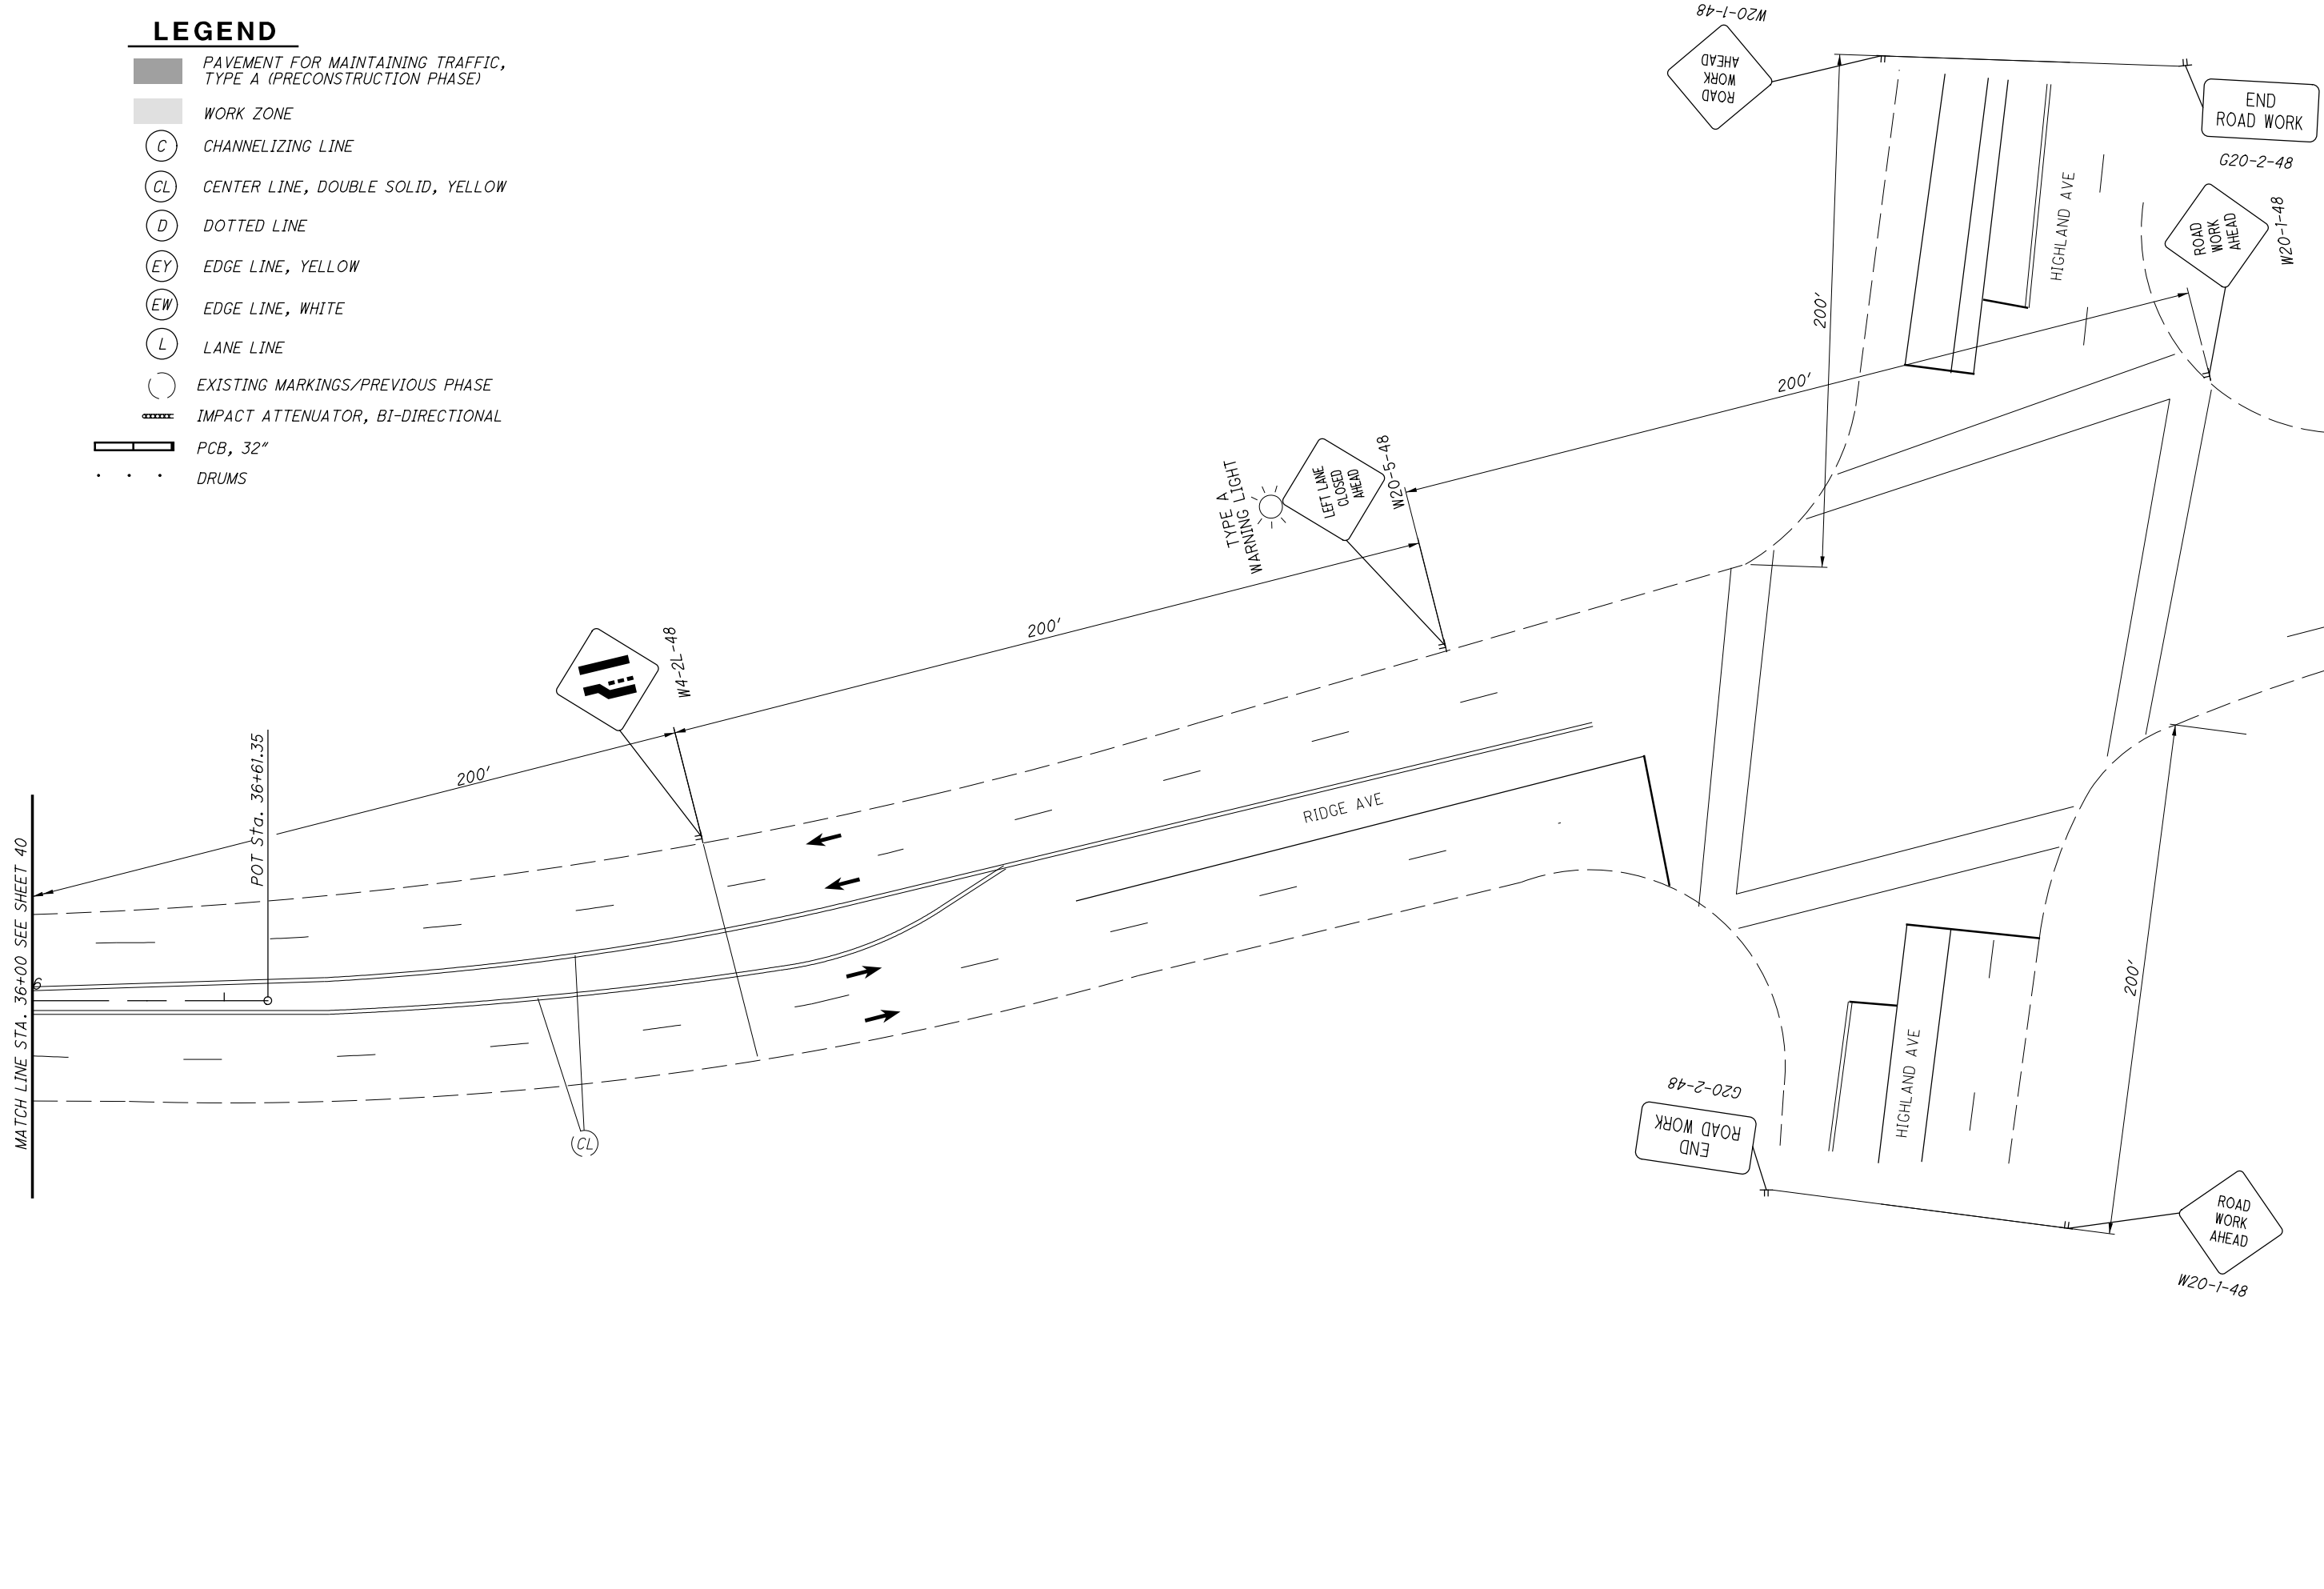 LEGEND
PAVEMENT FOR MAINTAINING TRAFFIC,
TYPE A (PRECONSTRUCTION PHASE)
WORK ZONE
C
CHANNELIZING LINE
CL
CENTER LINE, DOUBLE SOLID, YELLOW
D
DOTTED LINE
EY
EDGE LINE, YELLOW
EW
EDGE LINE, WHITE
L
LANE LINE
EXISTING MARKINGS/PREVIOUS PHASE
IMPACT ATTENUATOR, BI-DIRECTIONAL
PCB, 32"
DRUMS
W20-1-48
ROAD
WORK
AHEAD
END
ROAD WORK
G20-2-48
HIGHLAND AVE
ROAD
WORK
AHEAD
W20-1-48
200'
200'
TYPE A
WARNING LIGHT
LEFT LANE
CLOSED
AHEAD
W20-5-48
200'
W4-2L-48
200'
POT Sta. 36+61.35
MATCH LINE STA. 36+00 SEE SHEET 40
6
RIDGE AVE
CL
200'
HIGHLAND AVE
G20-2-48
END
ROAD WORK
ROAD
WORK
AHEAD
W20-1-48